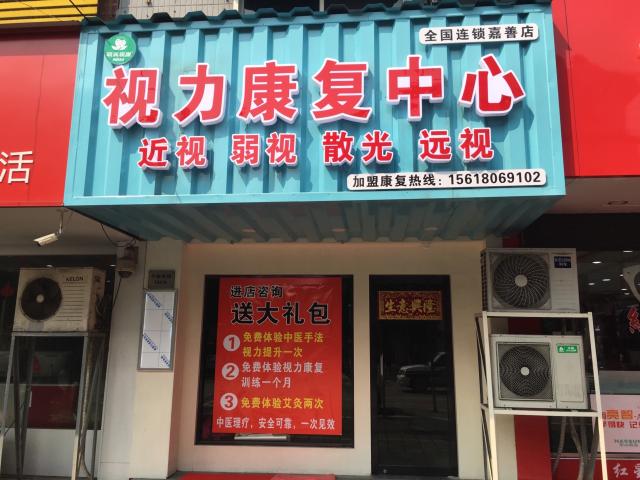 全国连锁嘉善店
视力康复中心
近视 弱视 散光 远视
加盟康复热线：15618069102
活
KELON
进店咨询
送大礼包
1 免费体验中医手法
视力提升一次
2 免费体验视力康复
训练一个月
3 免费体验艾灸两次
中医理疗，安全可靠，一次见效
生意興隆
红